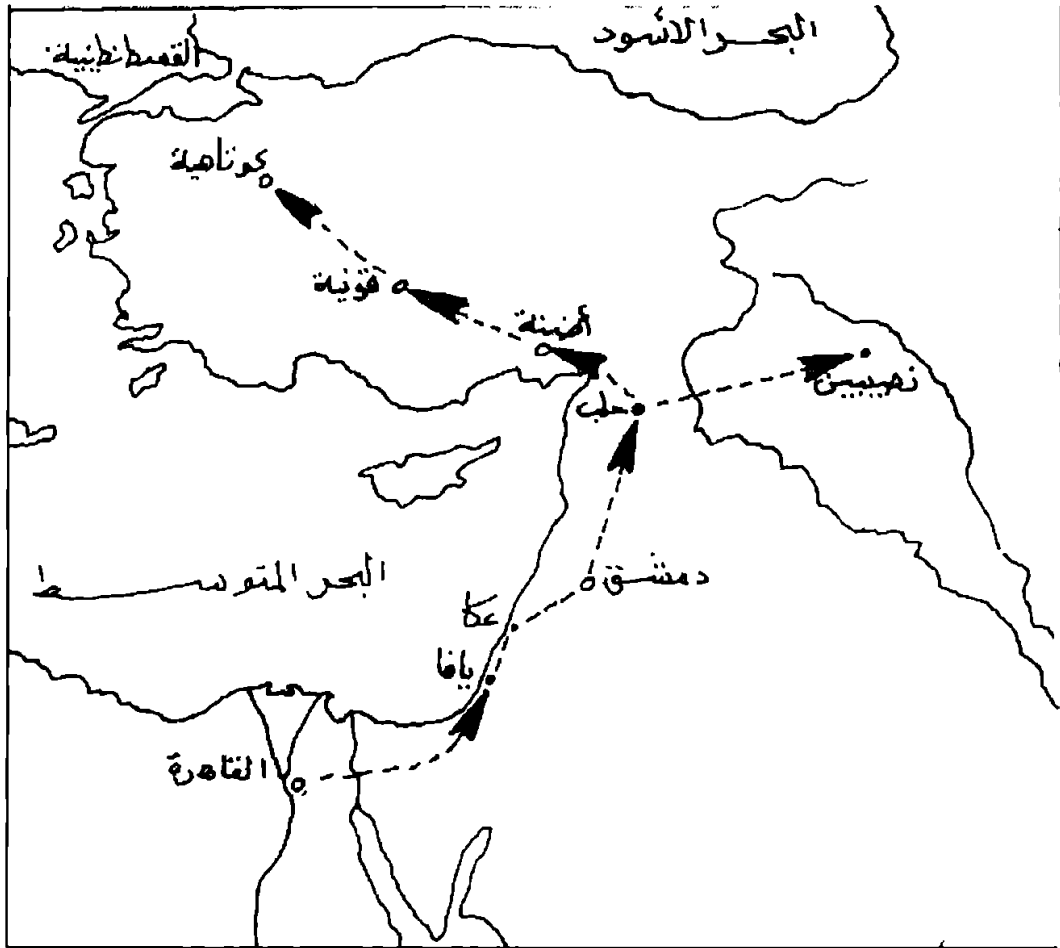 البحر الأسود
القسطنطينية
كوتاهية
قونية
أضنة
نصيبين
حلب
البحر المتوسط
دمشق
عكا
يافا
القاهرة